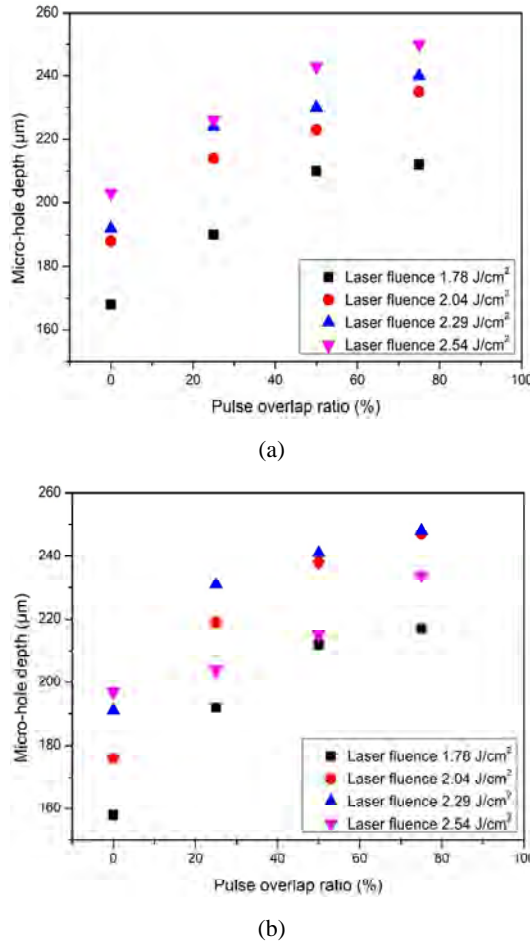 260
240
220
200
180
160
Micro-hole depth (μm)
Laser fluence 1.78 J/cm²
Laser fluence 2.04 J/cm²
Laser fluence 2.29 J/cm²
Laser fluence 2.54 J/cm²
0 20 40 60 80 100
Pulse overlap ratio (%)
(a)
260
240
220
200
180
160
Micro-hole depth (μm)
Laser fluence 1.78 J/cm²
Laser fluence 2.04 J/cm²
Laser fluence 2.29 J/cm²
Laser fluence 2.54 J/cm²
0 20 40 60 80 100
Pulse overlap ratio (%)
(b)